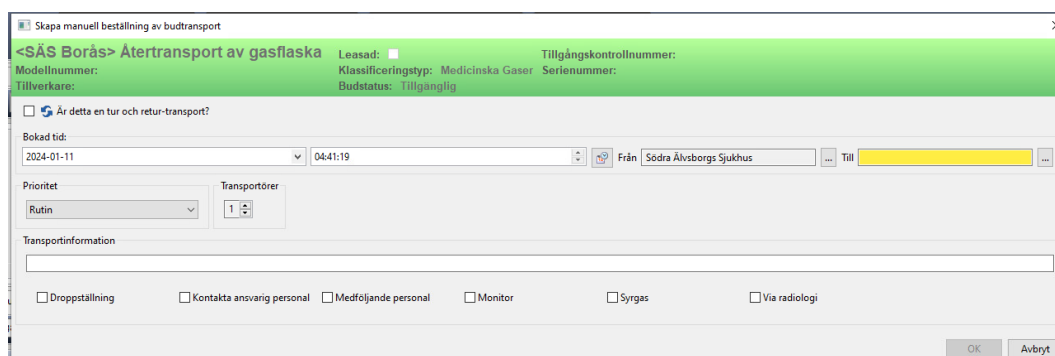 Skapa manuell beställning av budtransport
<SÄS Borås> Återtransport av gasflaska Leasad: Tillgångskontrollnummer:
Modellnummer: Klassificeringstyp: Medicinska Gaser Serienummer:
Tillverkare: Budstatus: Tillgänglig
Är detta en tur och retur-transport?
Bokad tid:
2024-01-11 04:41:19 Från Södra Älvsborgs Sjukhus ... Till ...
Prioritet Transportörer
Rutin 1
Transportinformation
Droppställning Kontakta ansvarig personal Medföljande personal Monitor Syrgas Via radiologi
OK Avbryt